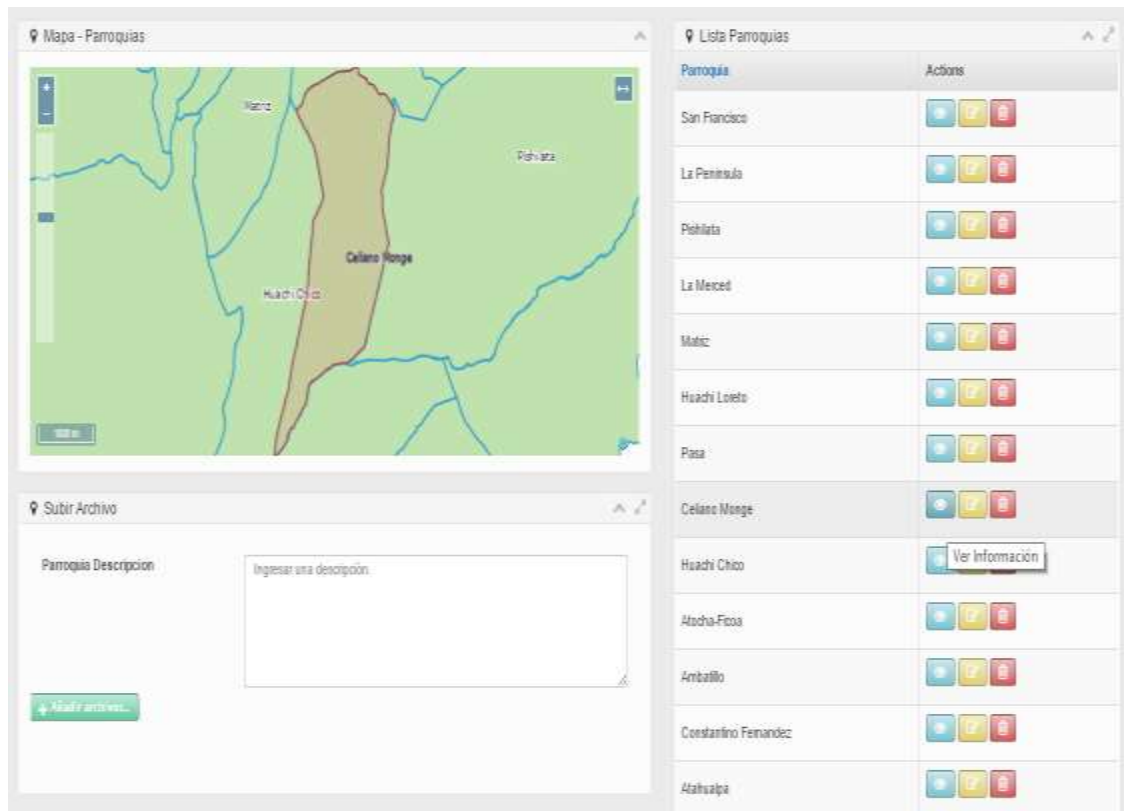 Mapa - Parroquias
+
-
Matriz
Pishilata
Celiano Monge
Huachi Chico
Subir Archivo
Parroquia Descripcion
Ingresar una descripción
+ Añadir archivos...
Lista Parroquias
Parroquia Actions
San Francisco
La Peninsula
Pishilata
La Merced
Matriz
Huachi Loreto
Pasa
Celiano Monge
Ver Información
Huachi Chico
Atocha-Ficoa
Ambatillo
Constantino Fernandez
Atahualpa